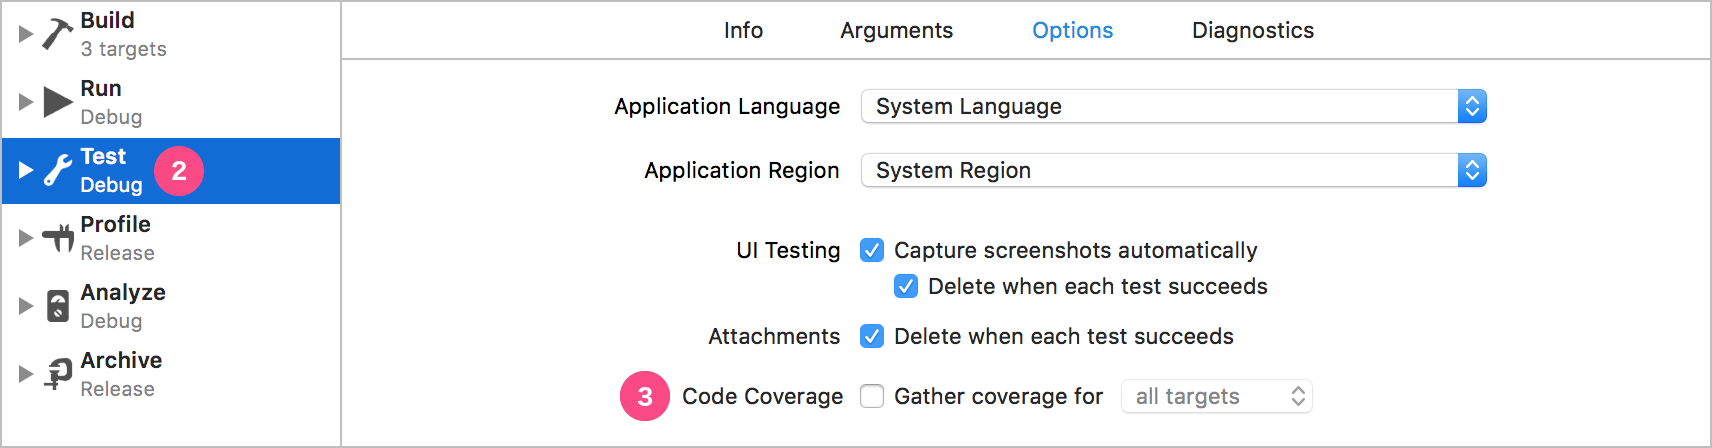 Build
3 targets
Run
Debug
Test
Debug
2
Profile
Release
Analyze
Debug
Archive
Release
Info Arguments Options Diagnostics
Application Language System Language
Application Region System Region
UI Testing Capture screenshots automatically
Delete when each test succeeds
Attachments Delete when each test succeeds
3 Code Coverage Gather coverage for all targets